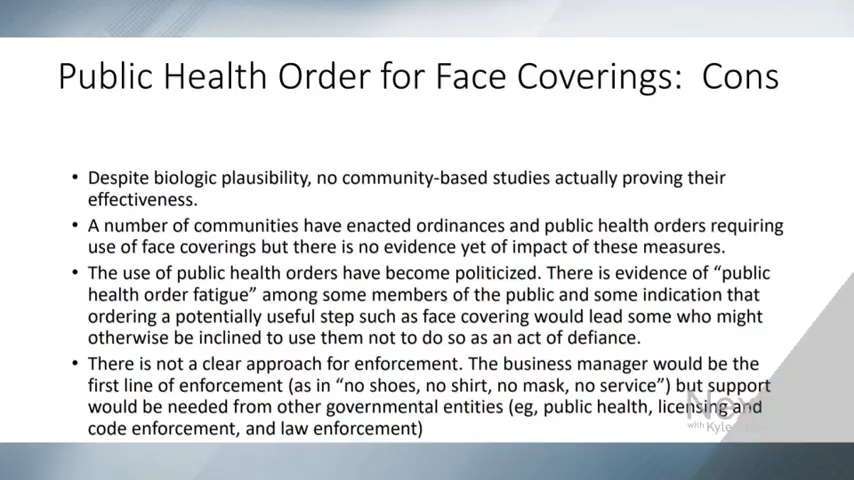 Public Health Order for Face Coverings: Cons
• Despite biologic plausibility, no community-based studies actually proving their
effectiveness.
• A number of communities have enacted ordinances and public health orders requiring
use of face coverings but there is no evidence yet of impact of these measures.
• The use of public health orders have become politicized. There is evidence of “public
health order fatigue” among some members of the public and some indication that
ordering a potentially useful step such as face covering would lead some who might
otherwise be inclined to use them not to do so as an act of defiance.
• There is not a clear approach for enforcement. The business manager would be the
first line of enforcement (as in “no shoes, no shirt, no mask, no service”) but support
would be needed from other governmental entities (eg, public health, licensing and
code enforcement, and law enforcement)
with Kyle